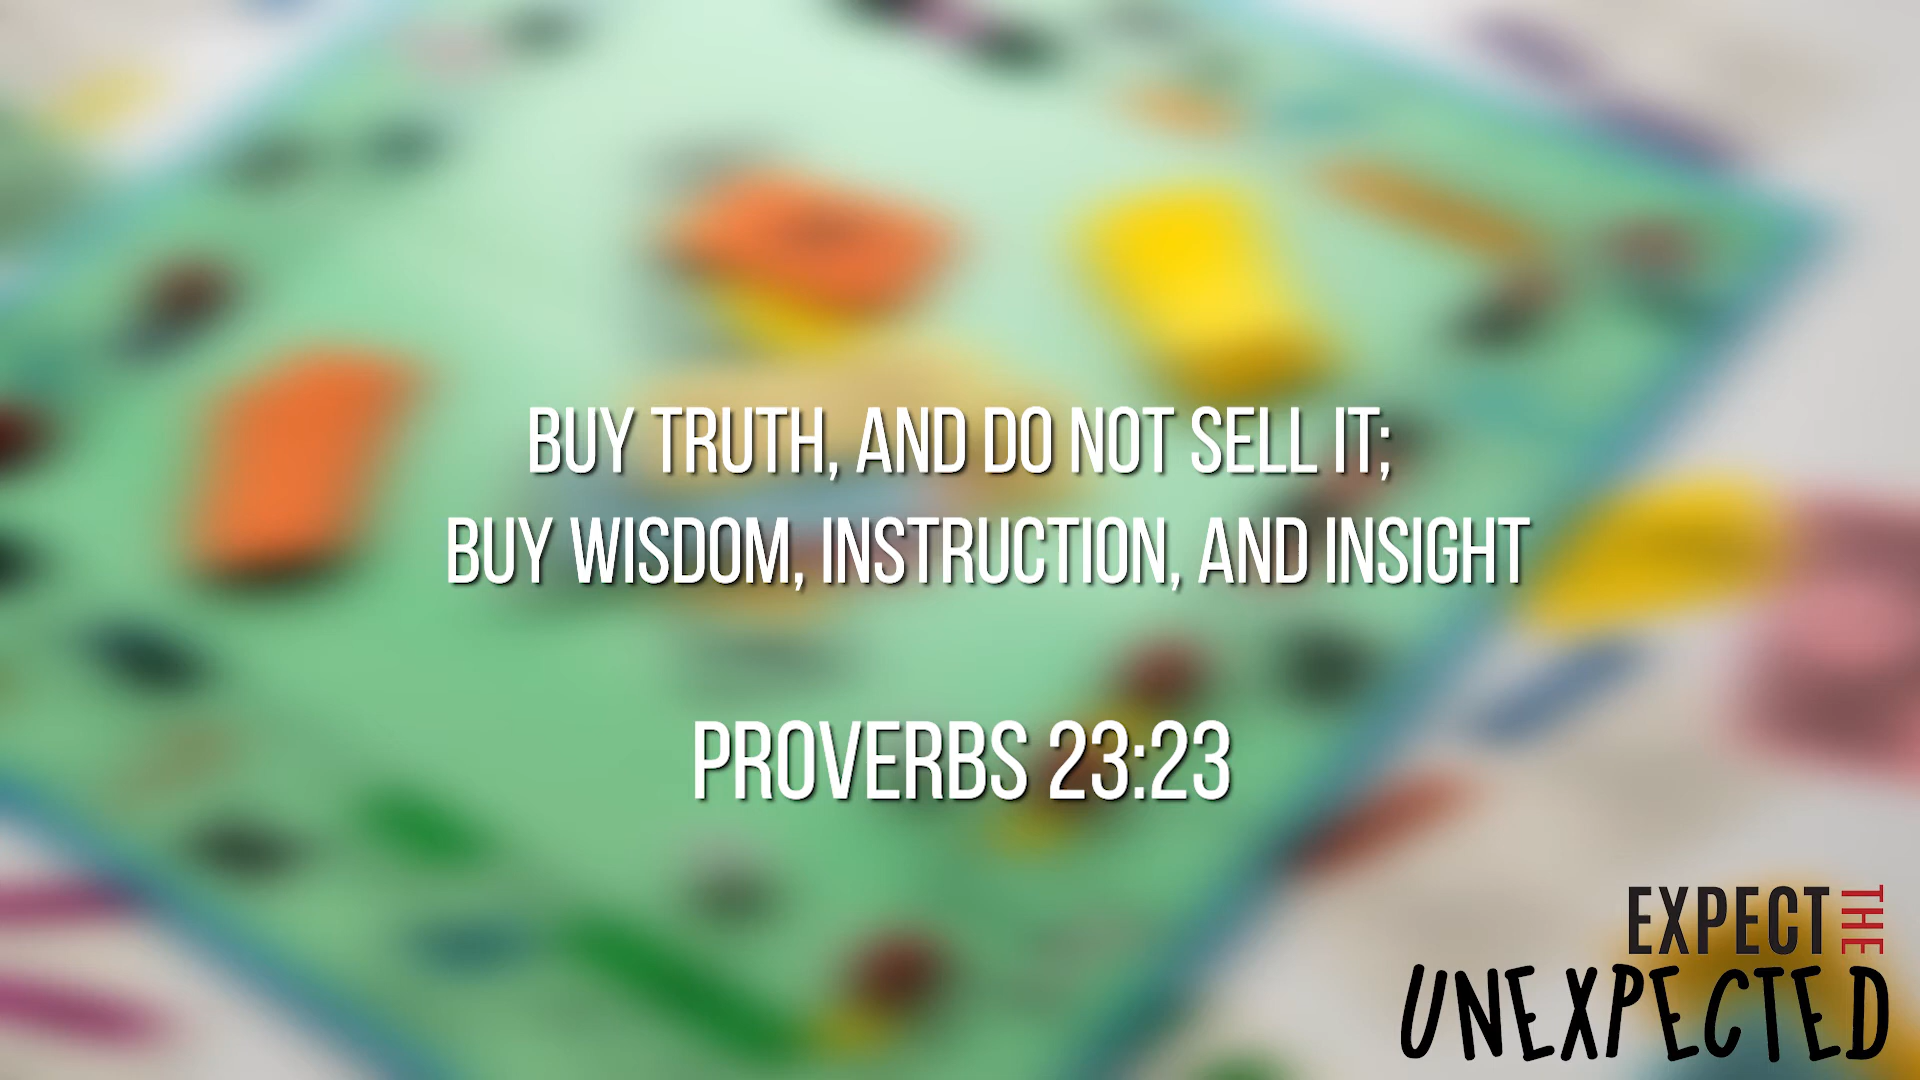 BUY TRUTH, AND DO NOT SELL IT;
BUY WISDOM, INSTRUCTION, AND INSIGHT
PROVERBS 23:23
EXPECT THE
UNEXPECTED